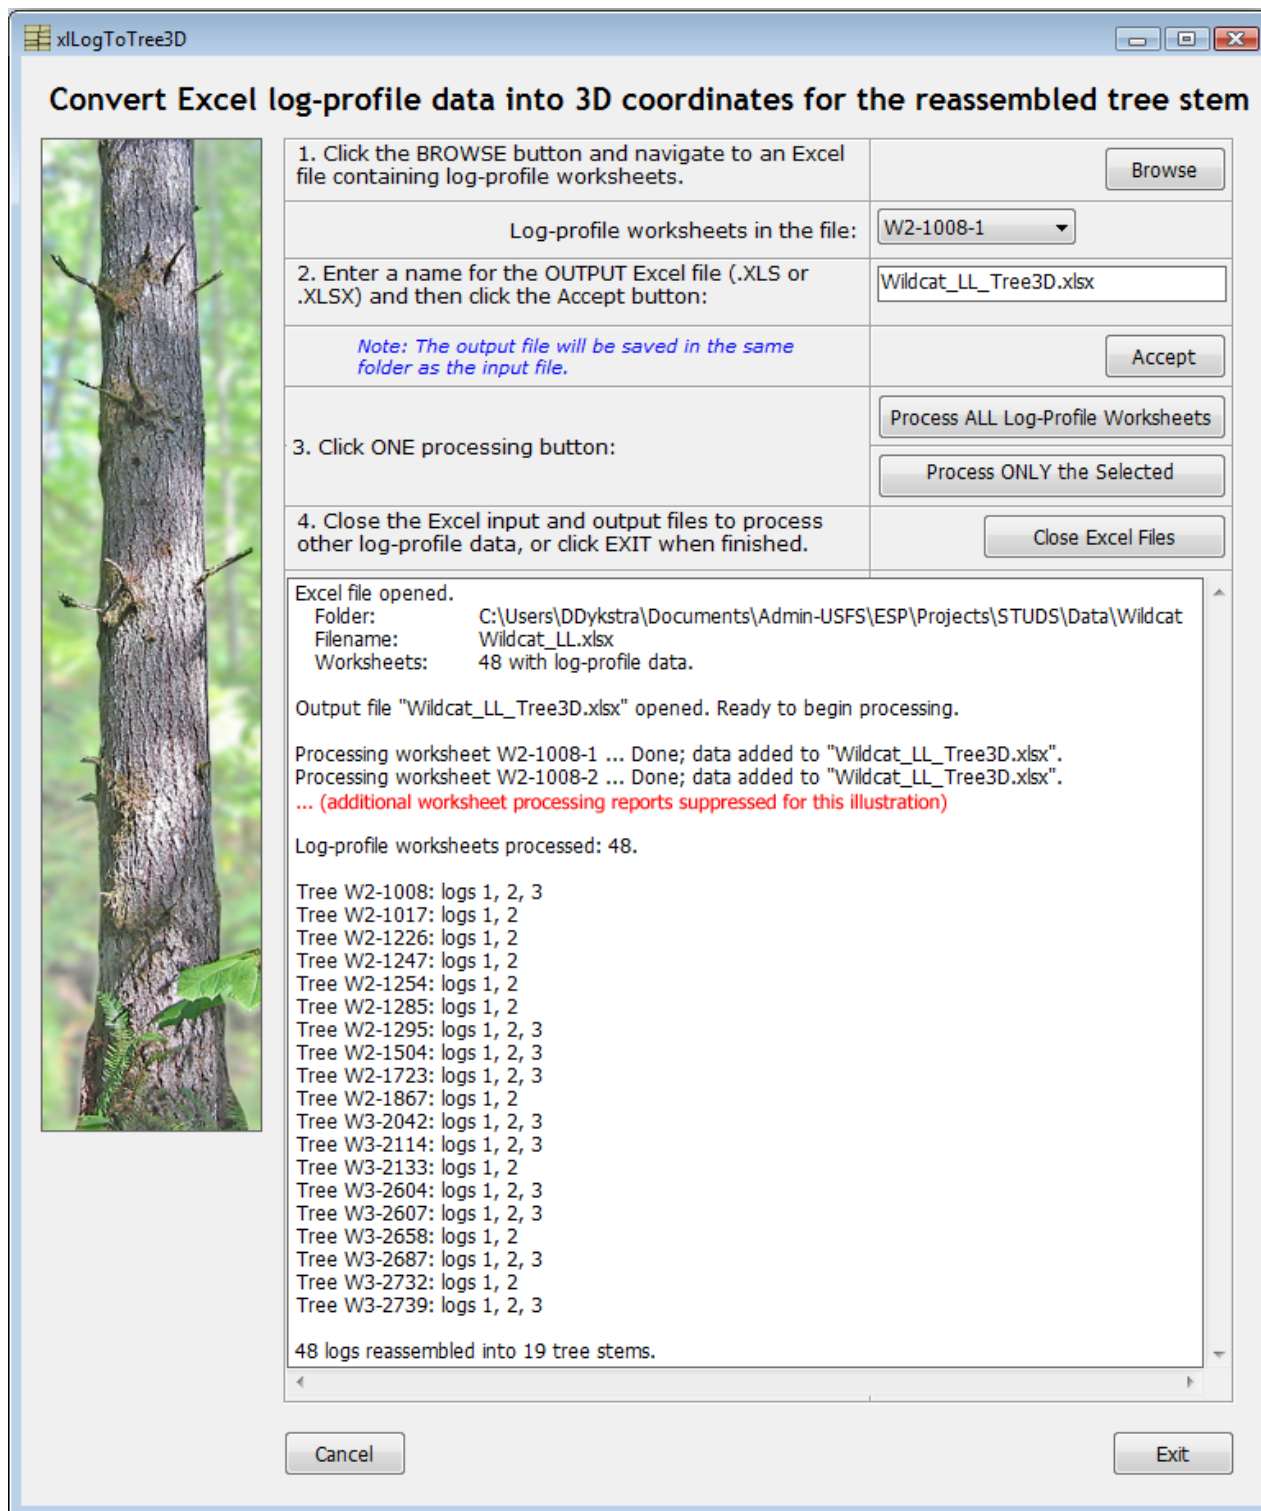 xlLogToTree3D
Convert Excel log-profile data into 3D coordinates for the reassembled tree stem
1. Click the BROWSE button and navigate to an Excel
file containing log-profile worksheets.
Browse
Log-profile worksheets in the file:
W2-1008-1
2. Enter a name for the OUTPUT Excel file (.XLS or
.XLSX) and then click the Accept button:
Wildcat_LL_Tree3D.xlsx
Note: The output file will be saved in the same
folder as the input file.
Accept
3. Click ONE processing button:
Process ALL Log-Profile Worksheets
Process ONLY the Selected
4. Close the Excel input and output files to process
other log-profile data, or click EXIT when finished.
Close Excel Files
Excel file opened.
Folder: C:\Users\DDykstra\Documents\Admin-USFS\ESP\Projects\STUDS\Data\Wildcat
Filename: Wildcat_LL.xlsx
Worksheets: 48 with log-profile data.
Output file "Wildcat_LL_Tree3D.xlsx" opened. Ready to begin processing.
Processing worksheet W2-1008-1 ... Done; data added to "Wildcat_LL_Tree3D.xlsx".
Processing worksheet W2-1008-2 ... Done; data added to "Wildcat_LL_Tree3D.xlsx".
... (additional worksheet processing reports suppressed for this illustration)
Log-profile worksheets processed: 48.
Tree W2-1008: logs 1, 2, 3
Tree W2-1017: logs 1, 2
Tree W2-1226: logs 1, 2
Tree W2-1247: logs 1, 2
Tree W2-1254: logs 1, 2
Tree W2-1285: logs 1, 2
Tree W2-1295: logs 1, 2, 3
Tree W2-1504: logs 1, 2, 3
Tree W2-1723: logs 1, 2, 3
Tree W2-1867: logs 1, 2
Tree W3-2042: logs 1, 2, 3
Tree W3-2114: logs 1, 2, 3
Tree W3-2133: logs 1, 2
Tree W3-2604: logs 1, 2, 3
Tree W3-2607: logs 1, 2, 3
Tree W3-2658: logs 1, 2
Tree W3-2687: logs 1, 2, 3
Tree W3-2732: logs 1, 2
Tree W3-2739: logs 1, 2, 3
48 logs reassembled into 19 tree stems.
Cancel
Exit